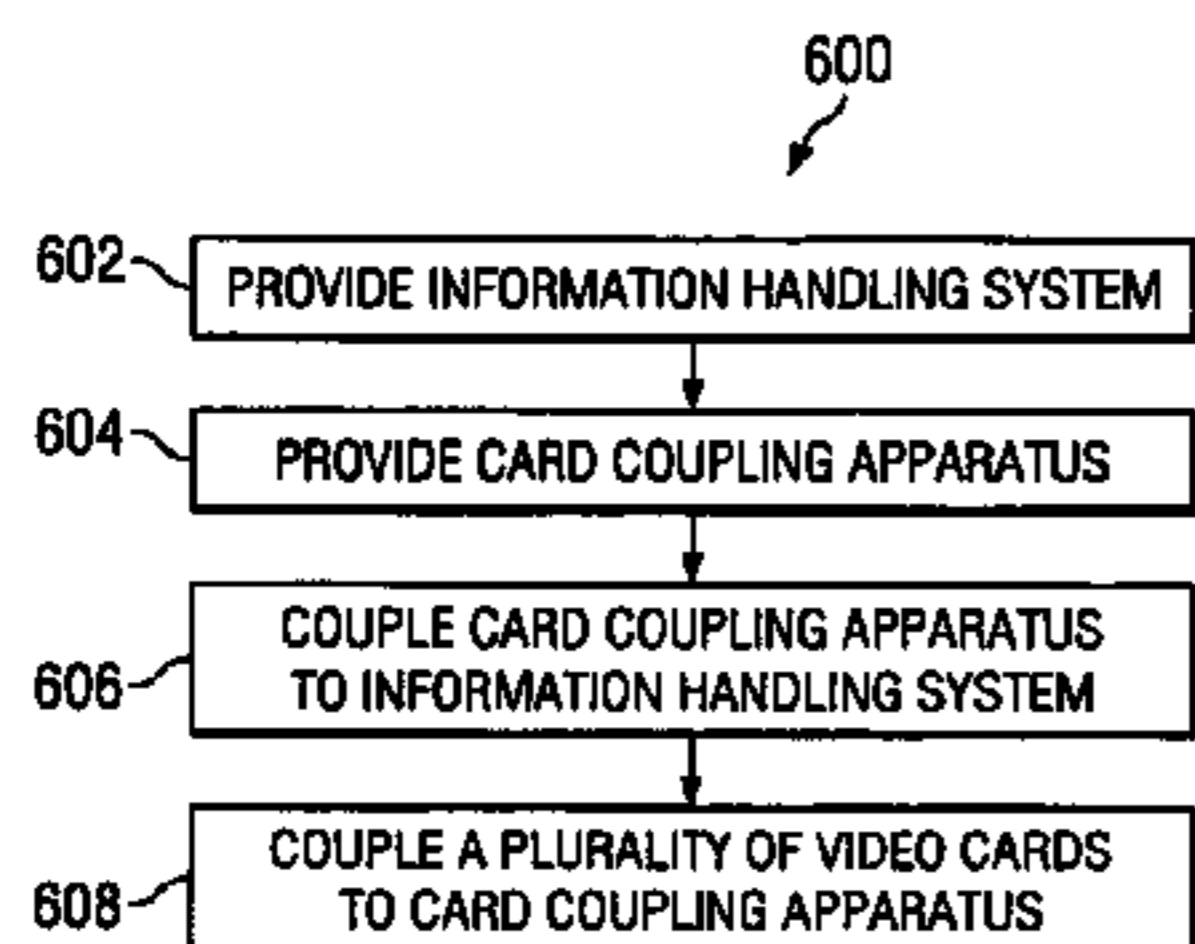 600
602
PROVIDE INFORMATION HANDLING SYSTEM
604
PROVIDE CARD COUPLING APPARATUS
606
COUPLE CARD COUPLING APPARATUS
TO INFORMATION HANDLING SYSTEM
608
COUPLE A PLURALITY OF VIDEO CARDS
TO CARD COUPLING APPARATUS